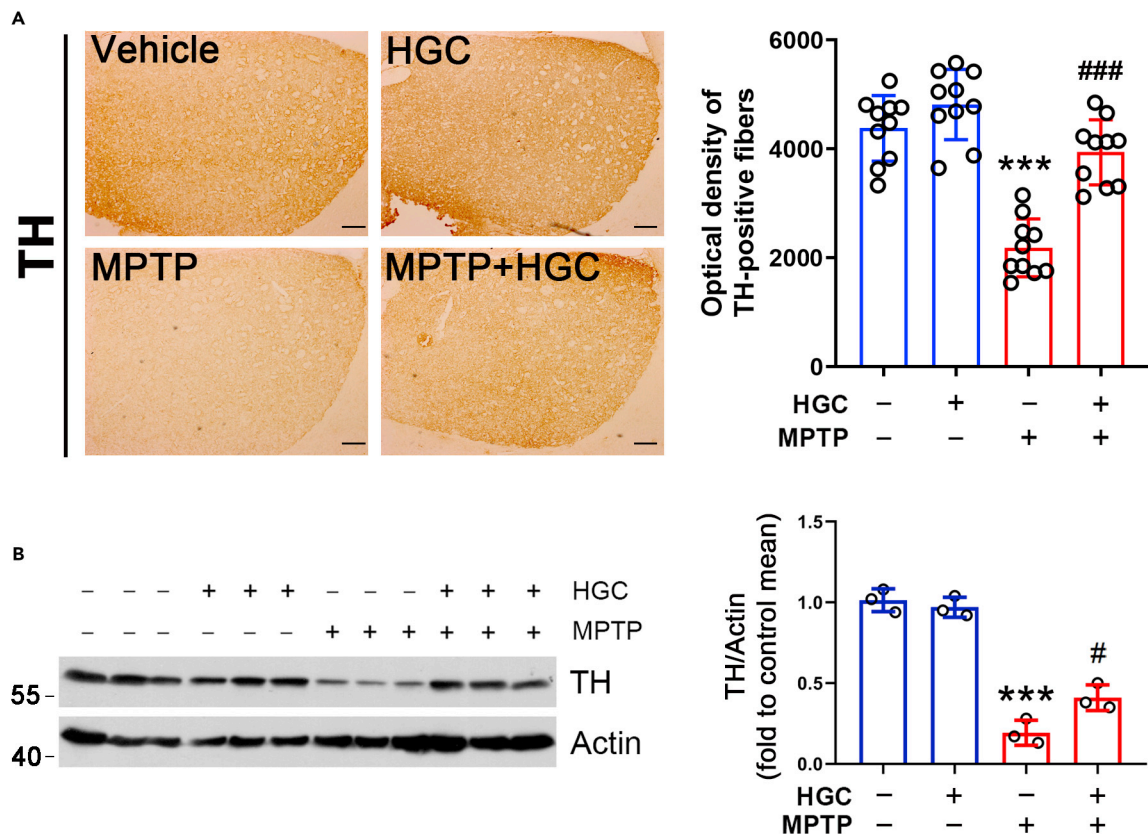 A
TH
Vehicle
HGC
MPTP
MPTP+HGC
Optical density of
TH-positive fibers
6000
4000
2000
0
***
###
HGC – + – +
MPTP – – + +
B
– – – + + + – – – + + + HGC
– – – – – – + + + + + + MPTP
55- TH
40- Actin
TH/Actin
(fold to control mean)
1.5
1.0
0.5
0.0
***
#
HGC – + – +
MPTP – – + +